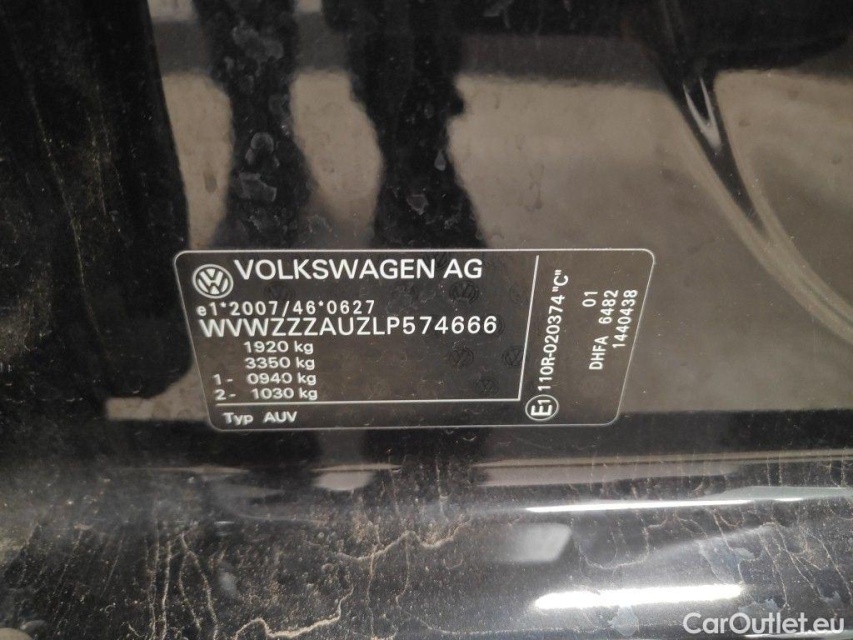 VOLKSWAGEN AG
e1*2007/46*0627
WVWZZZAUZLP574666
1920 kg
3350 kg
1- 0940 kg
2- 1030 kg
Typ AUV
E1 110R-020374 "C"
01
DHFA 6482
1440438
CarOutlet.eu